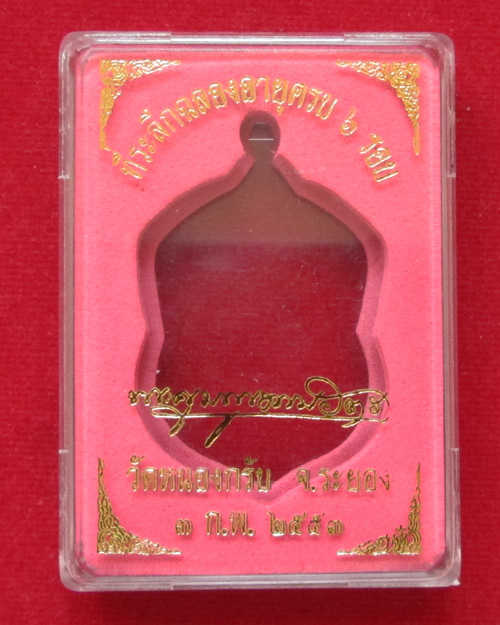 ที่ระลึกฉลองอายุครบ ๖ รอบ
วัดหนองกรับ จ.ระยอง
๓ ก.พ. ๒๕๕๓